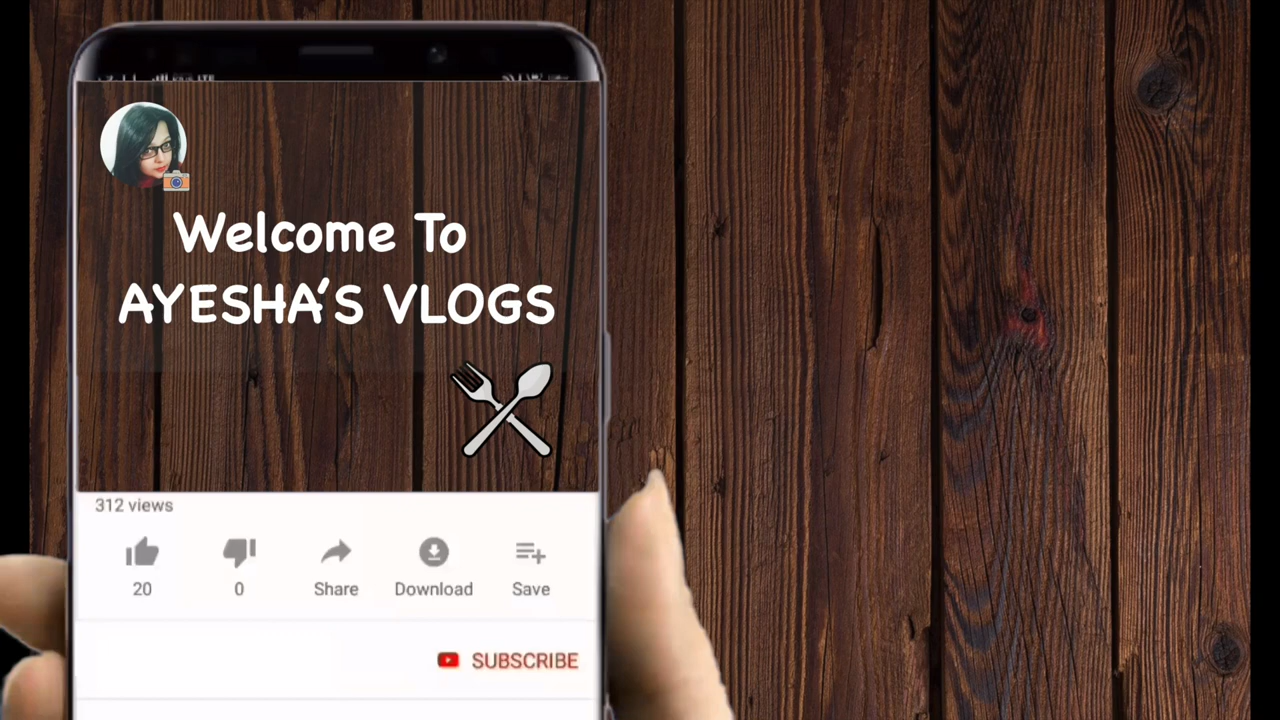 Welcome To
AYESHA'S VLOGS
312 views
20
0
Share
Download
Save
SUBSCRIBE